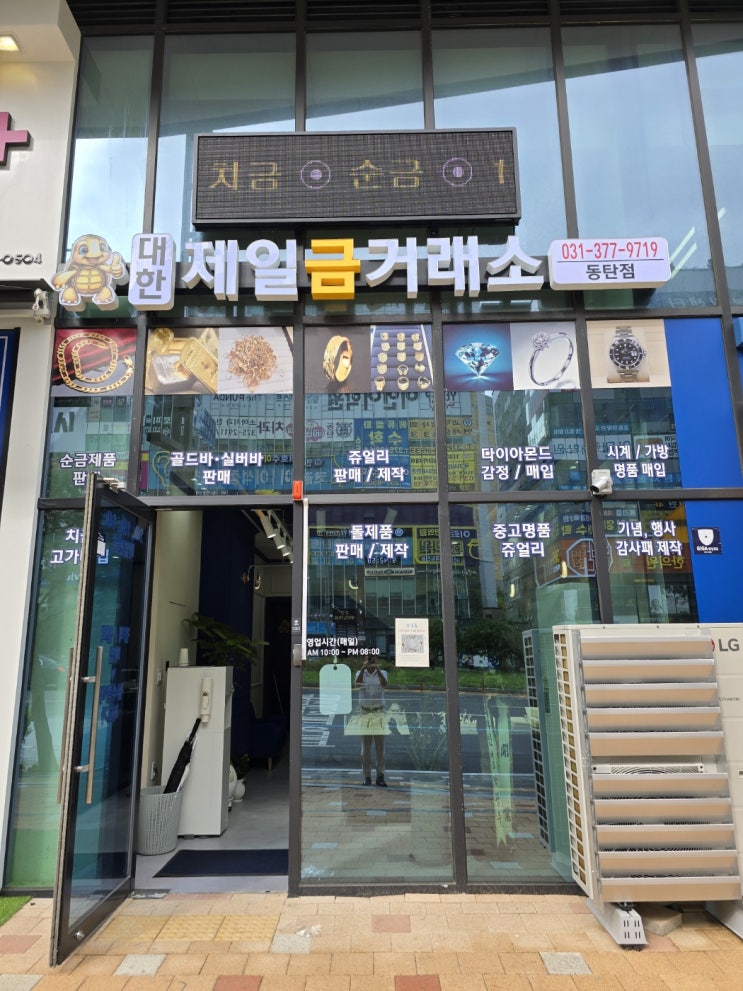 치금 순금 1
대한 제일금거래소
031-377-9719
동탄점
순금제품
골드바·실버바
판매
쥬얼리
판매 / 제작
다이아몬드
감정 / 매입
시계 / 가방
명품 매입
돌제품
판매 / 제작
중고명품
쥬얼리
기념, 행사
감사패 제작
영업시간(매일)
AM 10:00 ~ PM 08:00
LG
-0504